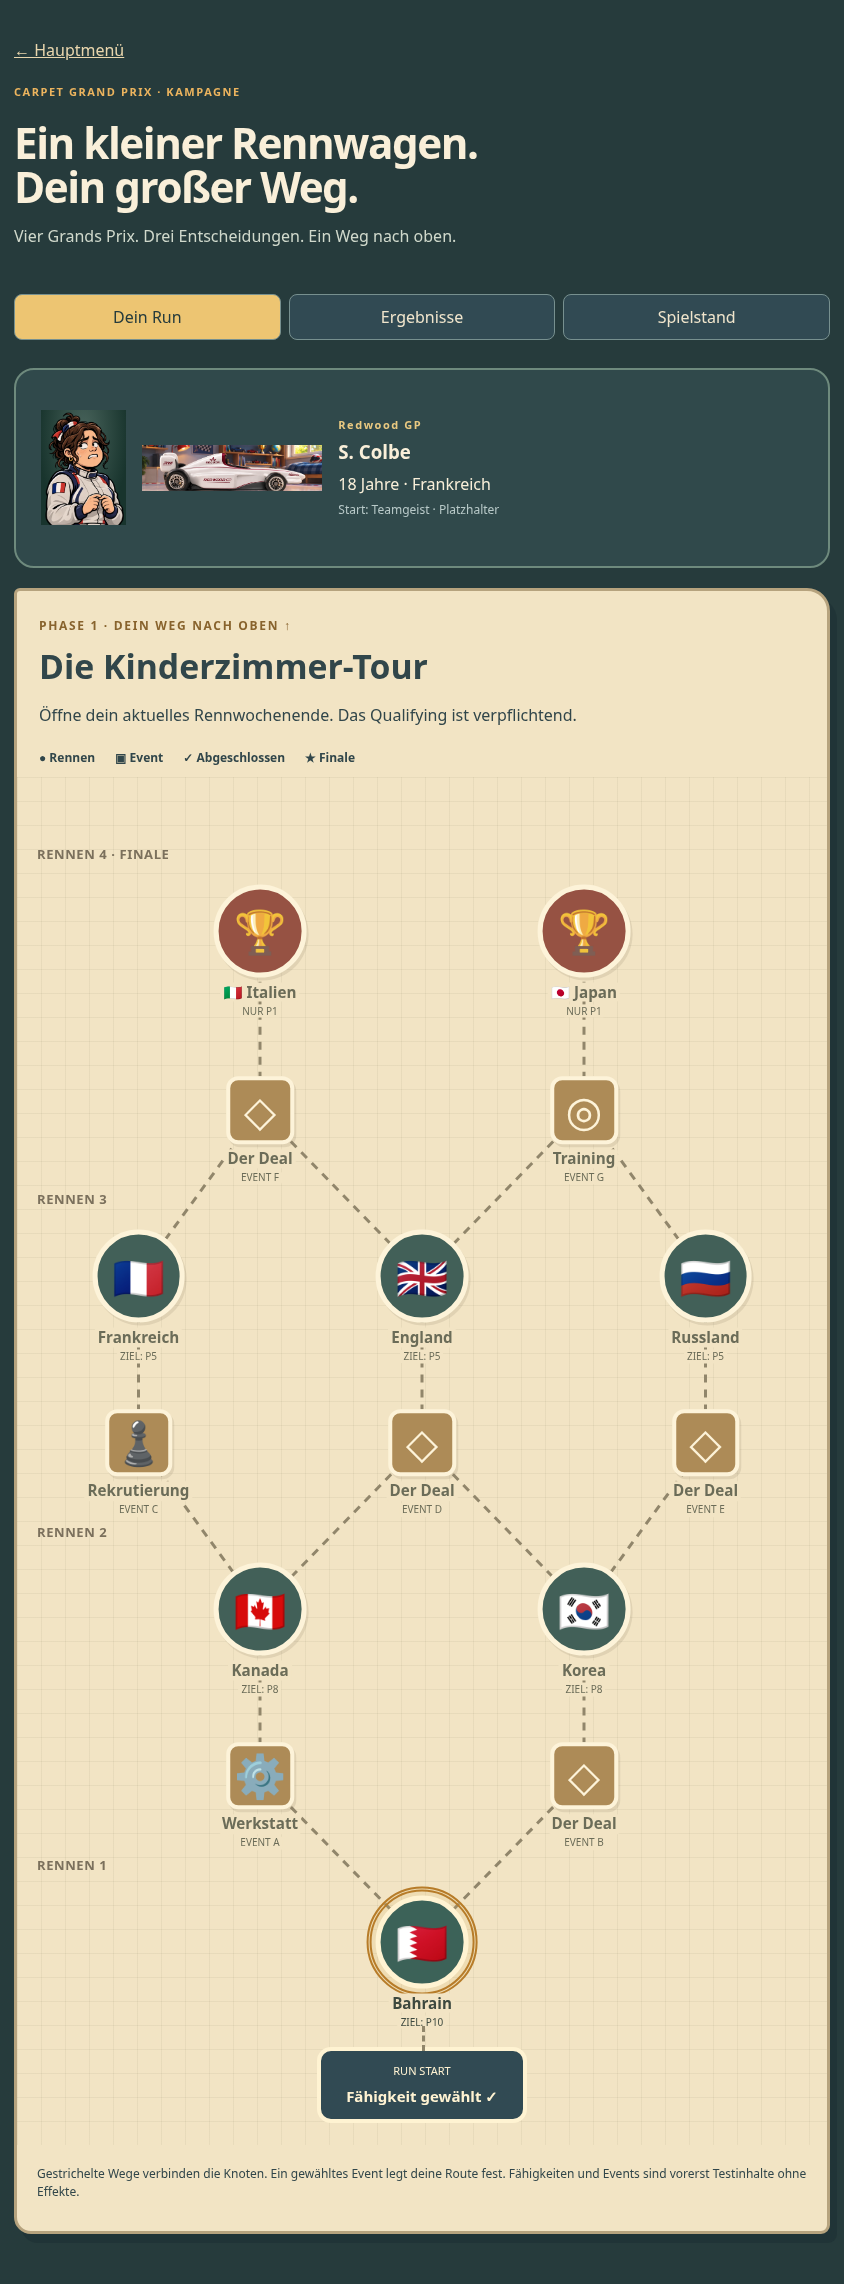 ← Hauptmenü
CARPET GRAND PRIX · KAMPAGNE
Ein kleiner Rennwagen.
Dein großer Weg.
Vier Grands Prix. Drei Entscheidungen. Ein Weg nach oben.
Dein Run
Ergebnisse
Spielstand
Redwood GP
S. Colbe
18 Jahre · Frankreich
Start: Teamgeist · Platzhalter
PHASE 1 · DEIN WEG NACH OBEN ↑
Die Kinderzimmer-Tour
Öffne dein aktuelles Rennwochenende. Das Qualifying ist verpflichtend.
● Rennen ▣ Event ✓ Abgeschlossen ★ Finale
RENNEN 4 · FINALE
Italien
NUR P1
Japan
NUR P1
Der Deal
EVENT F
Training
EVENT G
RENNEN 3
Frankreich
ZIEL: P5
England
ZIEL: P5
Russland
ZIEL: P5
Rekrutierung
EVENT C
Der Deal
EVENT D
Der Deal
EVENT E
RENNEN 2
Kanada
ZIEL: P8
Korea
ZIEL: P8
Werkstatt
EVENT A
Der Deal
EVENT B
RENNEN 1
Bahrain
ZIEL: P10
RUN START
Fähigkeit gewählt ✓
Gestrichelte Wege verbinden die Knoten. Ein gewähltes Event legt deine Route fest. Fähigkeiten und Events sind vorerst Testinhalte ohne
Effekte.